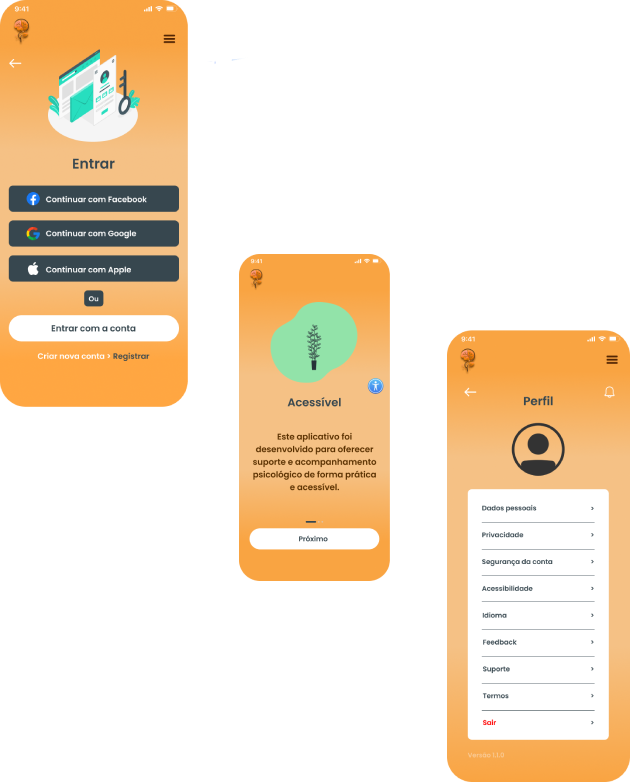 9:41
Entrar
Continuar com Facebook
Continuar com Google
Continuar com Apple
Ou
Entrar com a conta
Criar nova conta > Registrar
9:41
Acessível
Este aplicativo foi
desenvolvido para oferecer
suporte e acompanhamento
psicológico de forma prática
e acessível.
Próximo
9:41
Perfil
Dados pessoais >
Privacidade >
Segurança da conta >
Acessibilidade >
Idioma >
Feedback >
Suporte >
Termos >
Sair >
Versão 1.1.0